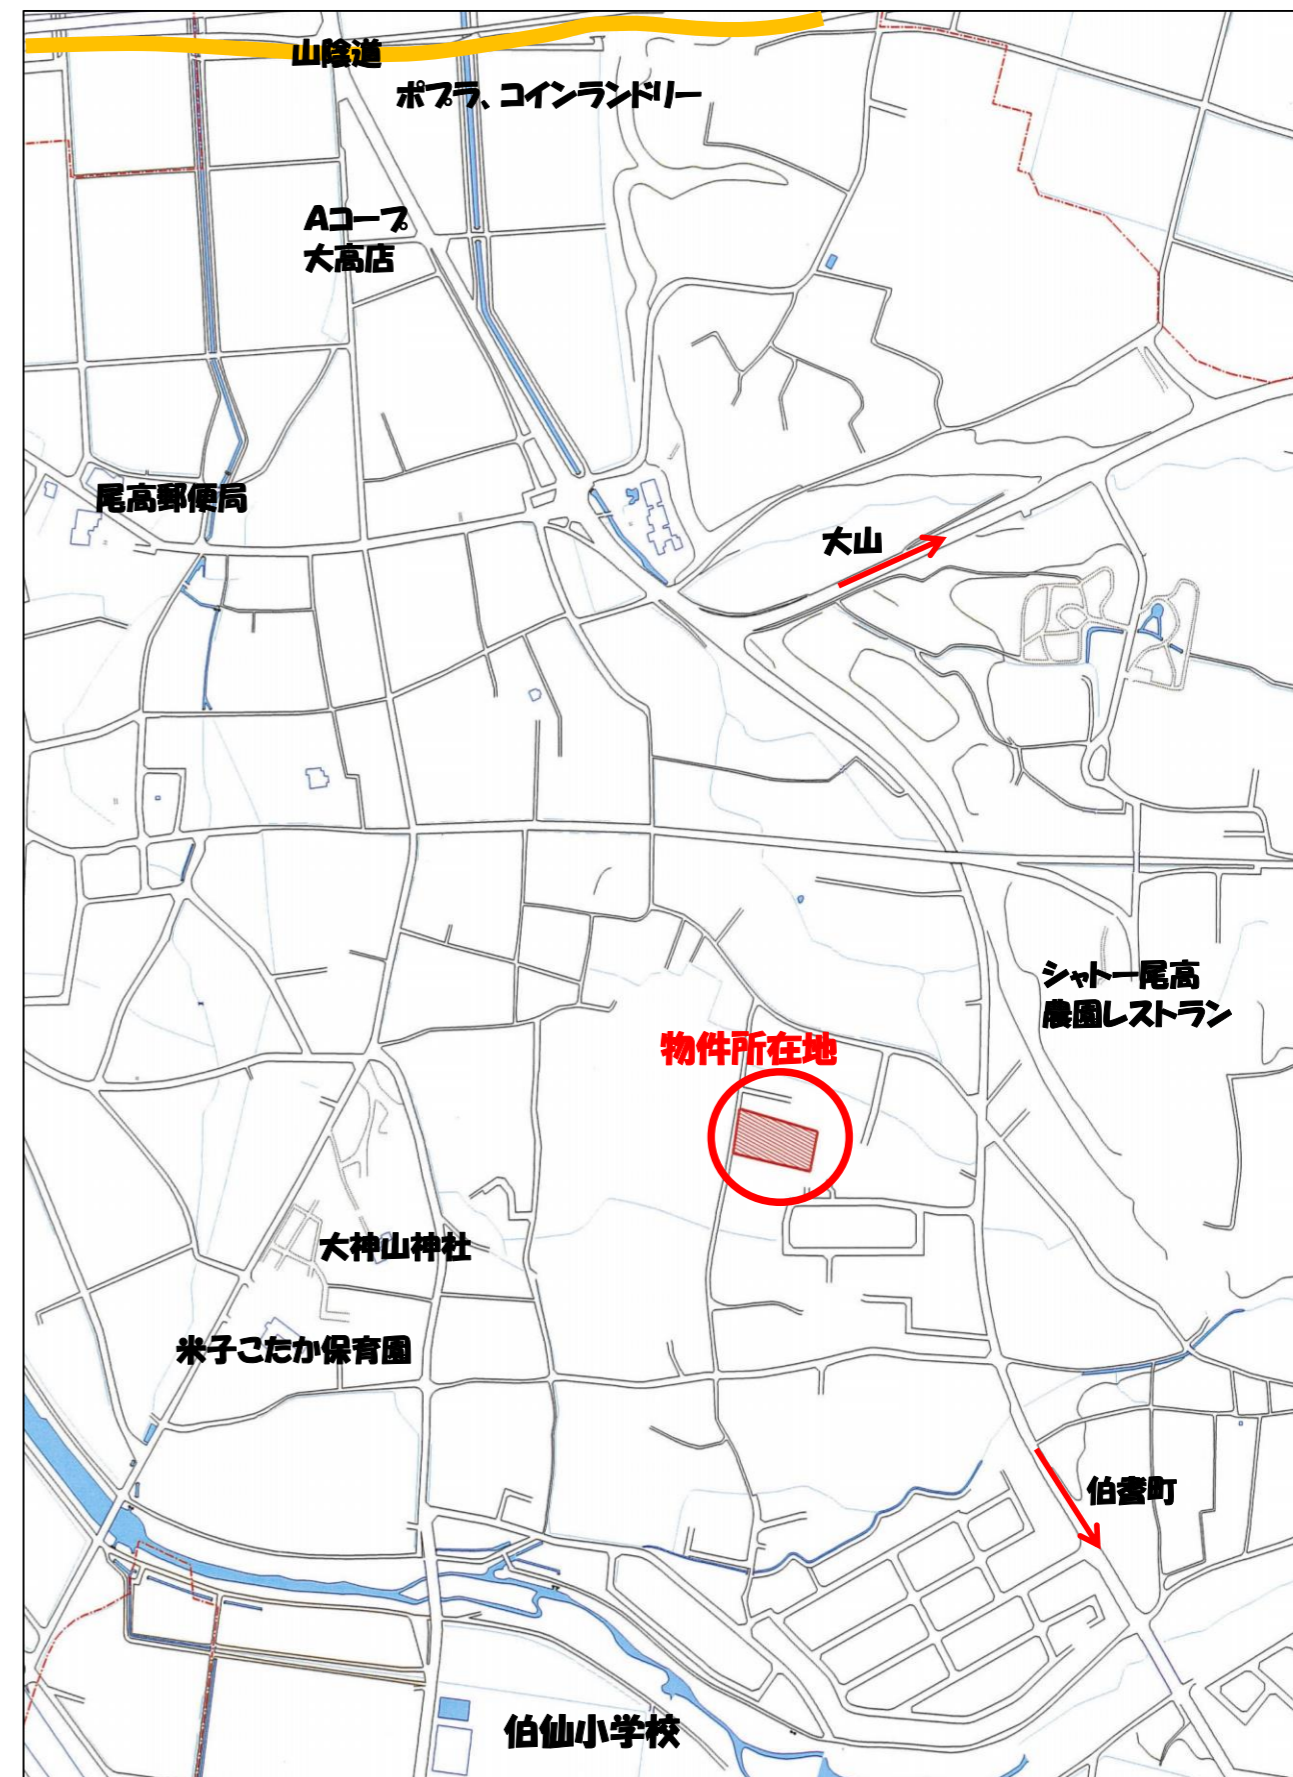 山陰道
ポプラ、コインランドリー
Aコープ
大高店
尾高郵便局
大山
シャトー尾高
農園レストラン
物件所在地
大神山神社
米子こたか保育園
伯耆町
伯仙小学校